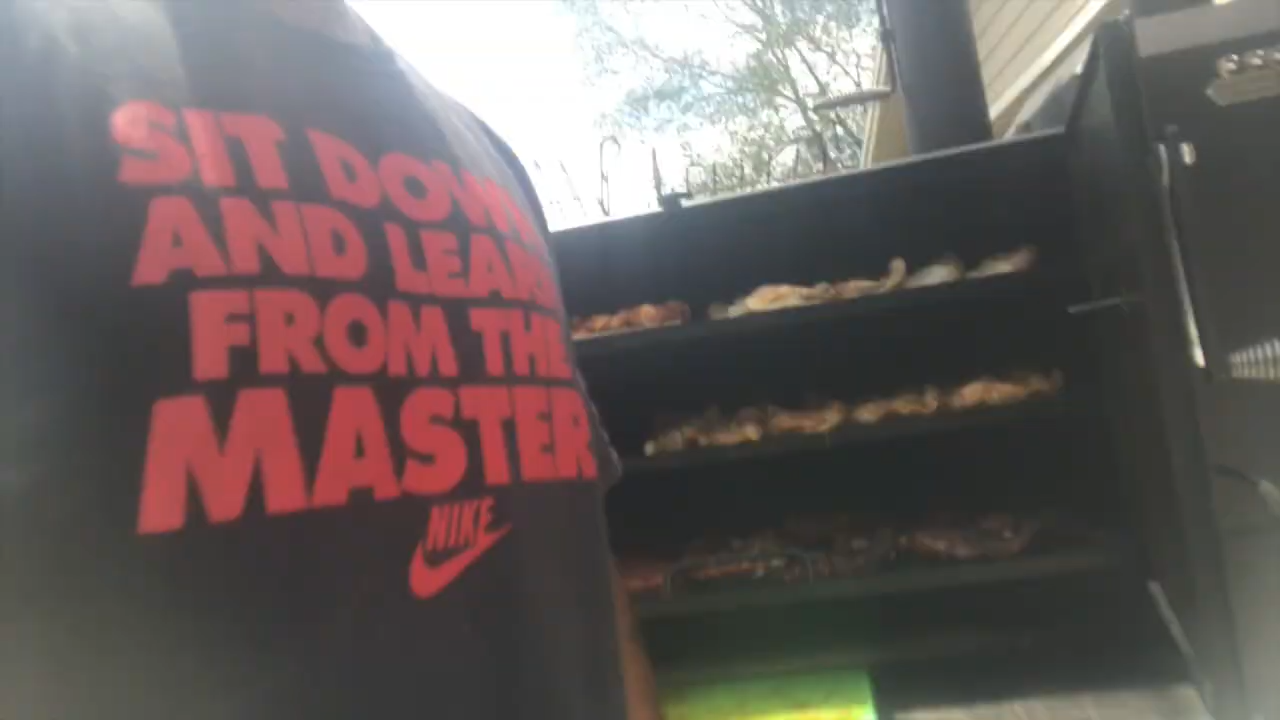 SIT DOWN
AND LEARN
FROM THE
MASTER
NIKE